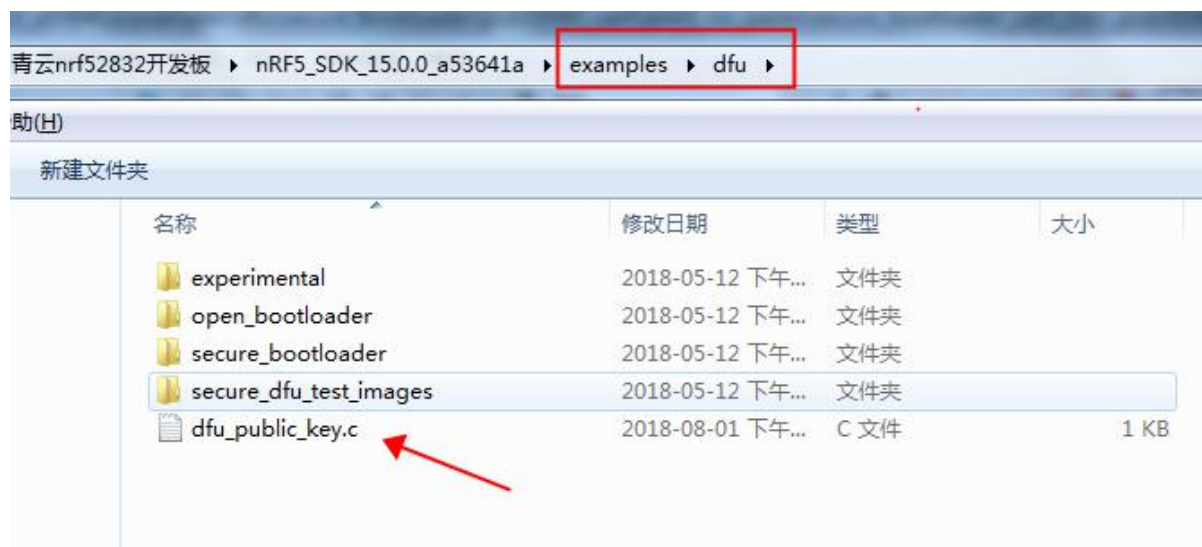 青云nrf52832开发板 ▸ nRF5_SDK_15.0.0_a53641a ▸ examples ▸ dfu ▸
助(H)
新建文件夹
名称 修改日期 类型 大小
experimental 2018-05-12 下午... 文件夹
open_bootloader 2018-05-12 下午... 文件夹
secure_bootloader 2018-05-12 下午... 文件夹
secure_dfu_test_images 2018-05-12 下午... 文件夹
dfu_public_key.c 2018-08-01 下午... C 文件 1 KB